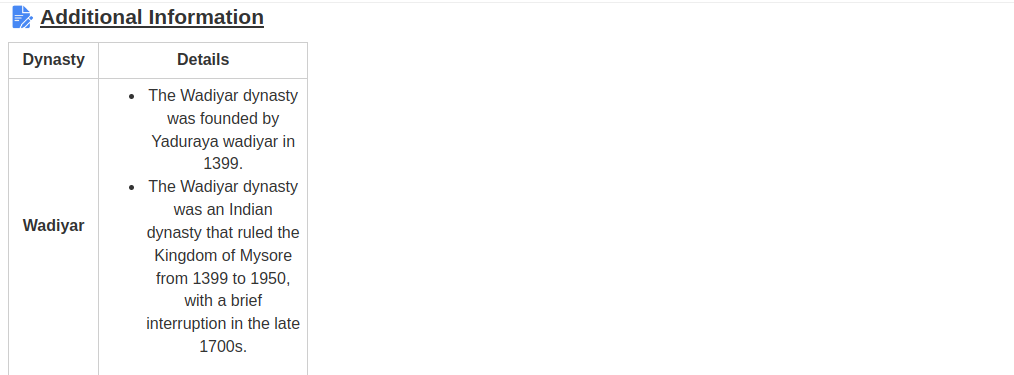 Additional Information
Dynasty Details
• The Wadiyar dynasty
was founded by
Yaduraya wadiyar in
1399.
• The Wadiyar dynasty
was an Indian
Wadiyar
dynasty that ruled the
Kingdom of Mysore
from 1399 to 1950,
with a brief
interruption in the late
1700s.